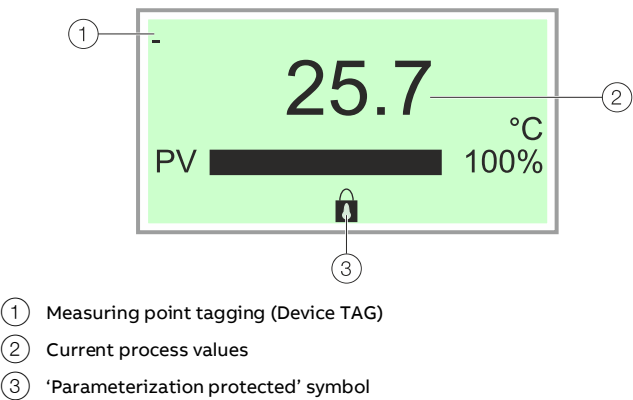 1
-
25.7
2
°C
PV 100%
3
1 Measuring point tagging (Device TAG)
2 Current process values
3 ‘Parameterization protected’ symbol